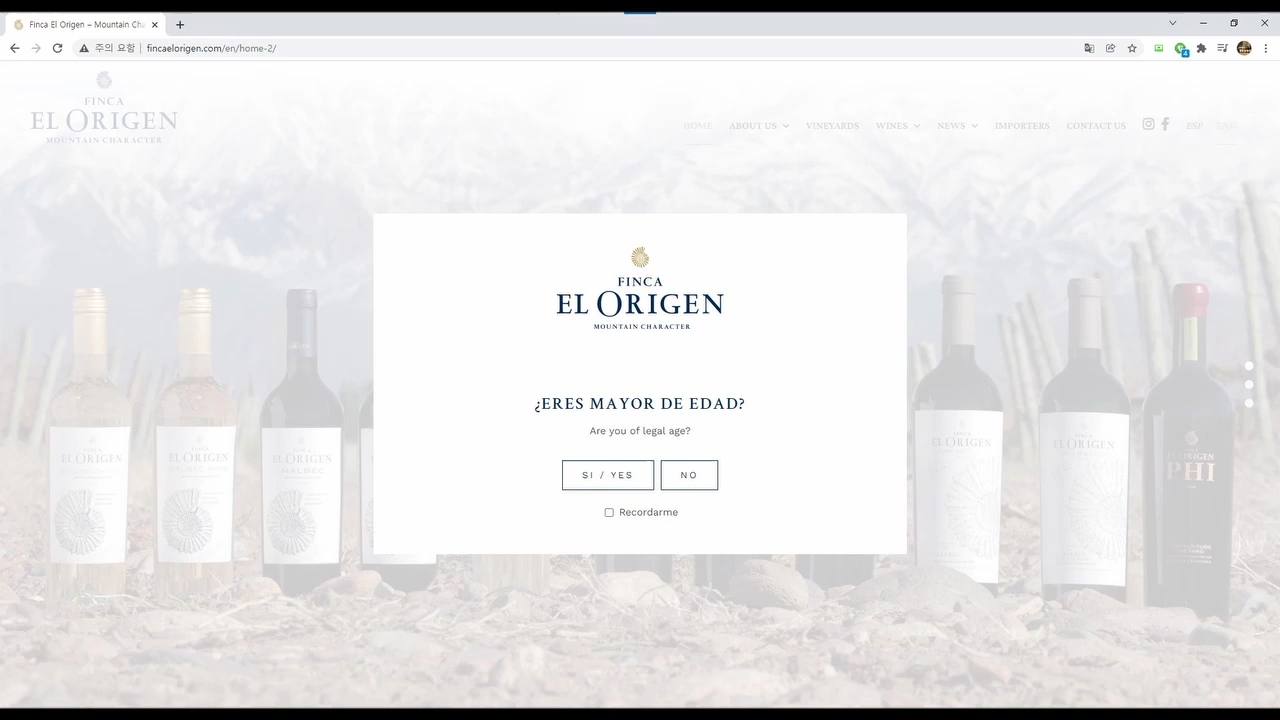 Finca El Origen – Mountain Cha
주의 요함
fincaelorigen.com/en/home-2/
4
FINCA
EL ORIGEN
MOUNTAIN CHARACTER
HOME
ABOUT US
VINEYARDS
WINES
NEWS
IMPORTERS
CONTACT US
ESP
ENG
FINCA
EL ORIGEN
MOUNTAIN CHARACTER
¿ERES MAYOR DE EDAD?
Are you of legal age?
SI / YES
NO
Recordarme
EL ORIGEN
EL ORIGEN
EL ORIGEN
MALBEC
EL ORIGEN
EL ORIGEN
EL ORIGEN
PHI